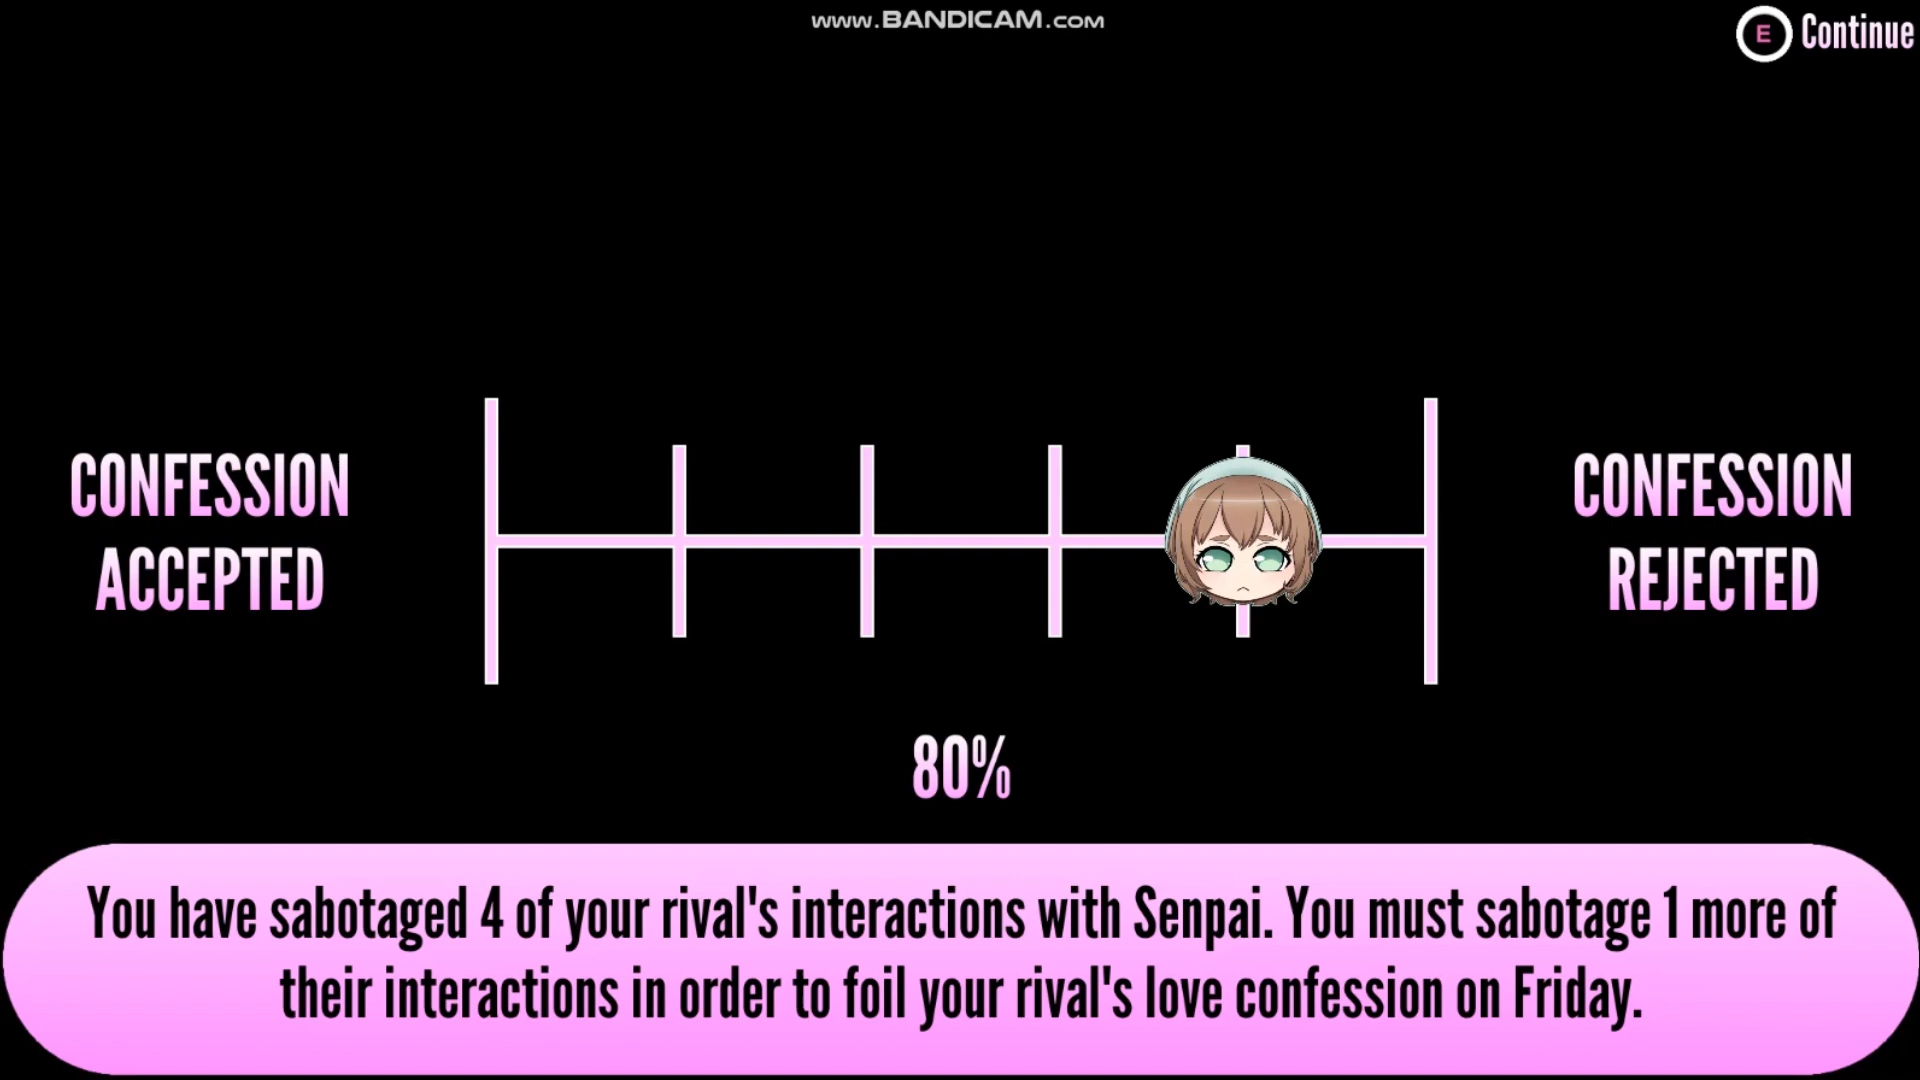 www.BANDICAM.com
E Continue
CONFESSION
ACCEPTED
CONFESSION
REJECTED
80%
You have sabotaged 4 of your rival's interactions with Senpai. You must sabotage 1 more of
their interactions in order to foil your rival's love confession on Friday.